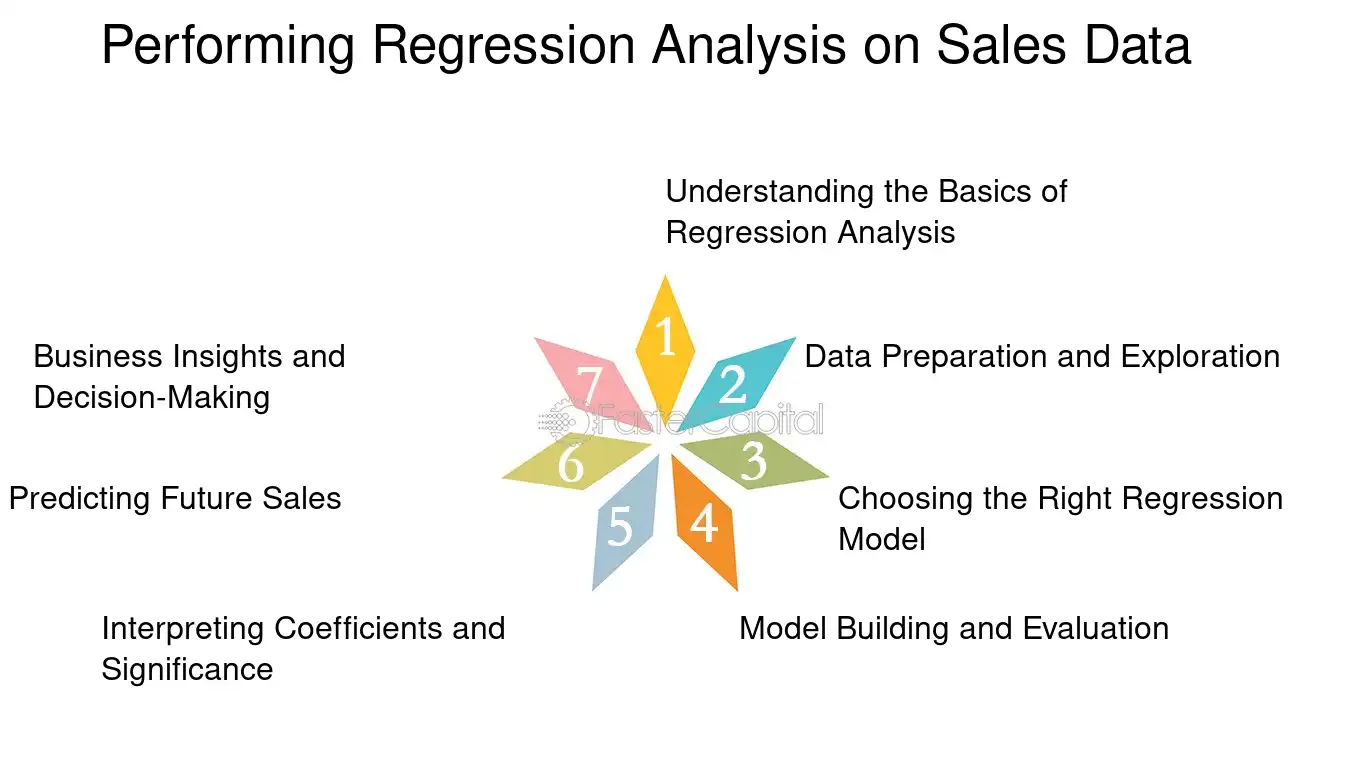 Performing Regression Analysis on Sales Data
1
Understanding the Basics of
Regression Analysis
2
Data Preparation and Exploration
3
Choosing the Right Regression
Model
4
Model Building and Evaluation
5
Interpreting Coefficients and
Significance
6
Predicting Future Sales
7
Business Insights and
Decision-Making
FasterCapital